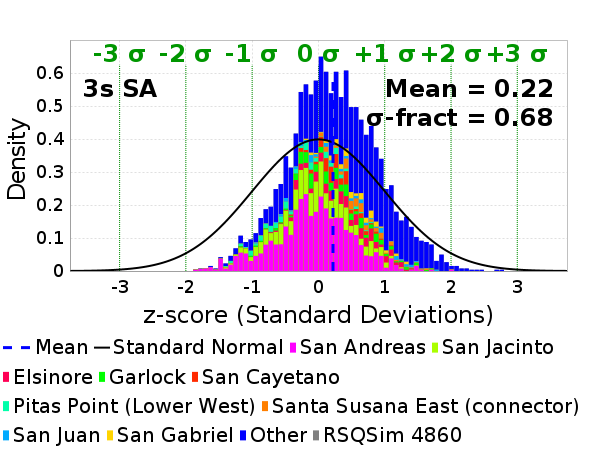 -3 σ -2 σ -1 σ 0 σ +1 σ +2 σ +3 σ
3s SA
Mean = 0.22
σ-fract = 0.68
Density
0.6
0.5
0.4
0.3
0.2
0.1
0
-3 -2 -1 0 1 2 3
z-score (Standard Deviations)
Mean Standard Normal San Andreas San Jacinto
Elsinore Garlock San Cayetano
Pitas Point (Lower West) Santa Susana East (connector)
San Juan San Gabriel Other RSQSim 4860